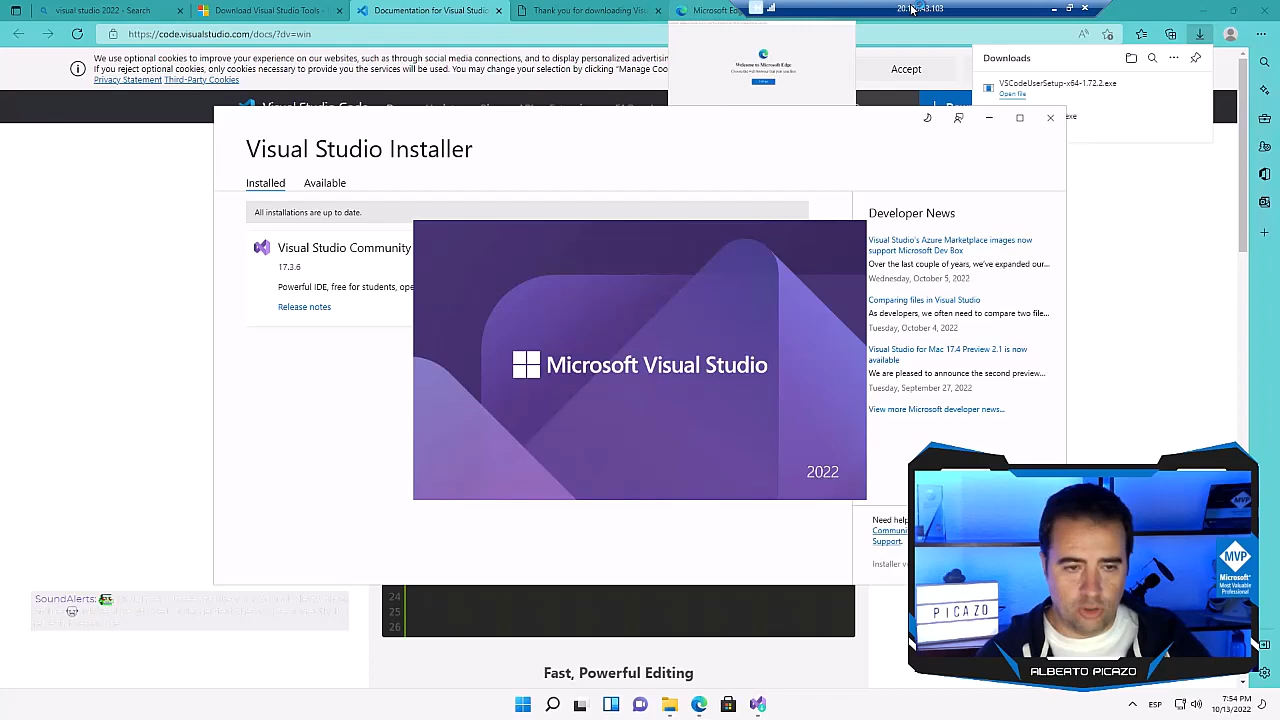 visual studio 2022 - Search
Download Visual Studio Tools -
Documentation for Visual Studio
Thank you for downloading Visual
Microsoft Edg
https://code.visualstudio.com/docs/?dv=win
We use optional cookies to improve your experience on our websites, such as through social media connections, and to display personalized advertising
If you reject optional cookies, only cookies necessary to provide you the services will be used. You may change your selection by clicking "Manage Coo
Privacy Statement Third-Party Cookies
Accept
Welcome to Microsoft Edge
Downloads
VSCodeUserSetup-x64-1.72.2.exe
Open file
exe
Visual Studio Installer
Installed Available
All installations are up to date.
Visual Studio Community
17.3.6
Powerful IDE, free for students, ope
Release notes
Microsoft Visual Studio
2022
Developer News
Visual Studio's Azure Marketplace images now
support Microsoft Dev Box
Over the last couple of years, we've expanded our...
Wednesday, October 5, 2022
Comparing files in Visual Studio
As developers, we often need to compare two file...
Tuesday, October 4, 2022
Visual Studio for Mac 17.4 Preview 2.1 is now
available
We are pleased to announce the second preview...
Tuesday, September 27, 2022
View more Microsoft developer news...
Need help
Communi
Support.
Installer v
SoundAlerts:
24
25
26
Fast, Powerful Editing
PICAZO
MVP
Microsoft
Most Valuable
Professional
ALBERTO PICAZO
ESP
7:54 PM
10/13/2022